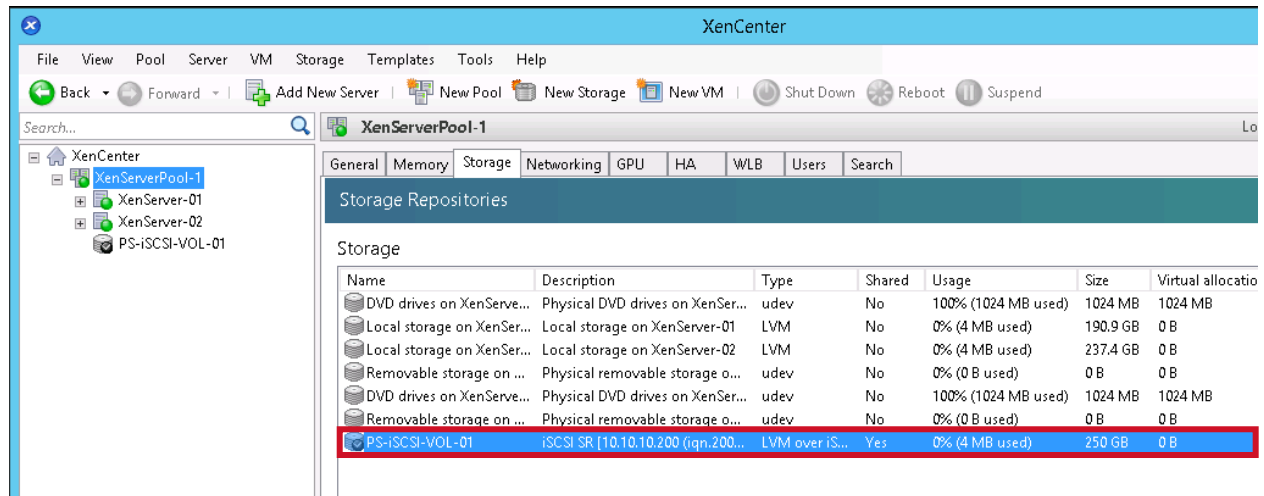 XenCenter
File View Pool Server VM Storage Templates Tools Help
Back Forward Add New Server New Pool New Storage New VM Shut Down Reboot Suspend
Search... XenServerPool-1 Lo
XenCenter
XenServerPool-1
XenServer-01
XenServer-02
PS-iSCSI-VOL-01
General Memory Storage Networking GPU HA WLB Users Search
Storage Repositories
Storage
Name Description Type Shared Usage Size Virtual allocatio
DVD drives on XenServe... Physical DVD drives on XenSer... udev No 100% (1024 MB used) 1024 MB 1024 MB
Local storage on XenSer... Local storage on XenServer-01 LVM No 0% (4 MB used) 190.9 GB 0 B
Local storage on XenSer... Local storage on XenServer-02 LVM No 0% (4 MB used) 237.4 GB 0 B
Removable storage on ... Physical removable storage o... udev No 0% (0 B used) 0 B 0 B
DVD drives on XenServe... Physical DVD drives on XenSer... udev No 100% (1024 MB used) 1024 MB 1024 MB
Removable storage on ... Physical removable storage o... udev No 0% (0 B used) 0 B 0 B
PS-iSCSI-VOL-01 iSCSI SR [10.10.10.200 (iqn.200... LVM over iS... Yes 0% (4 MB used) 250 GB 0 B